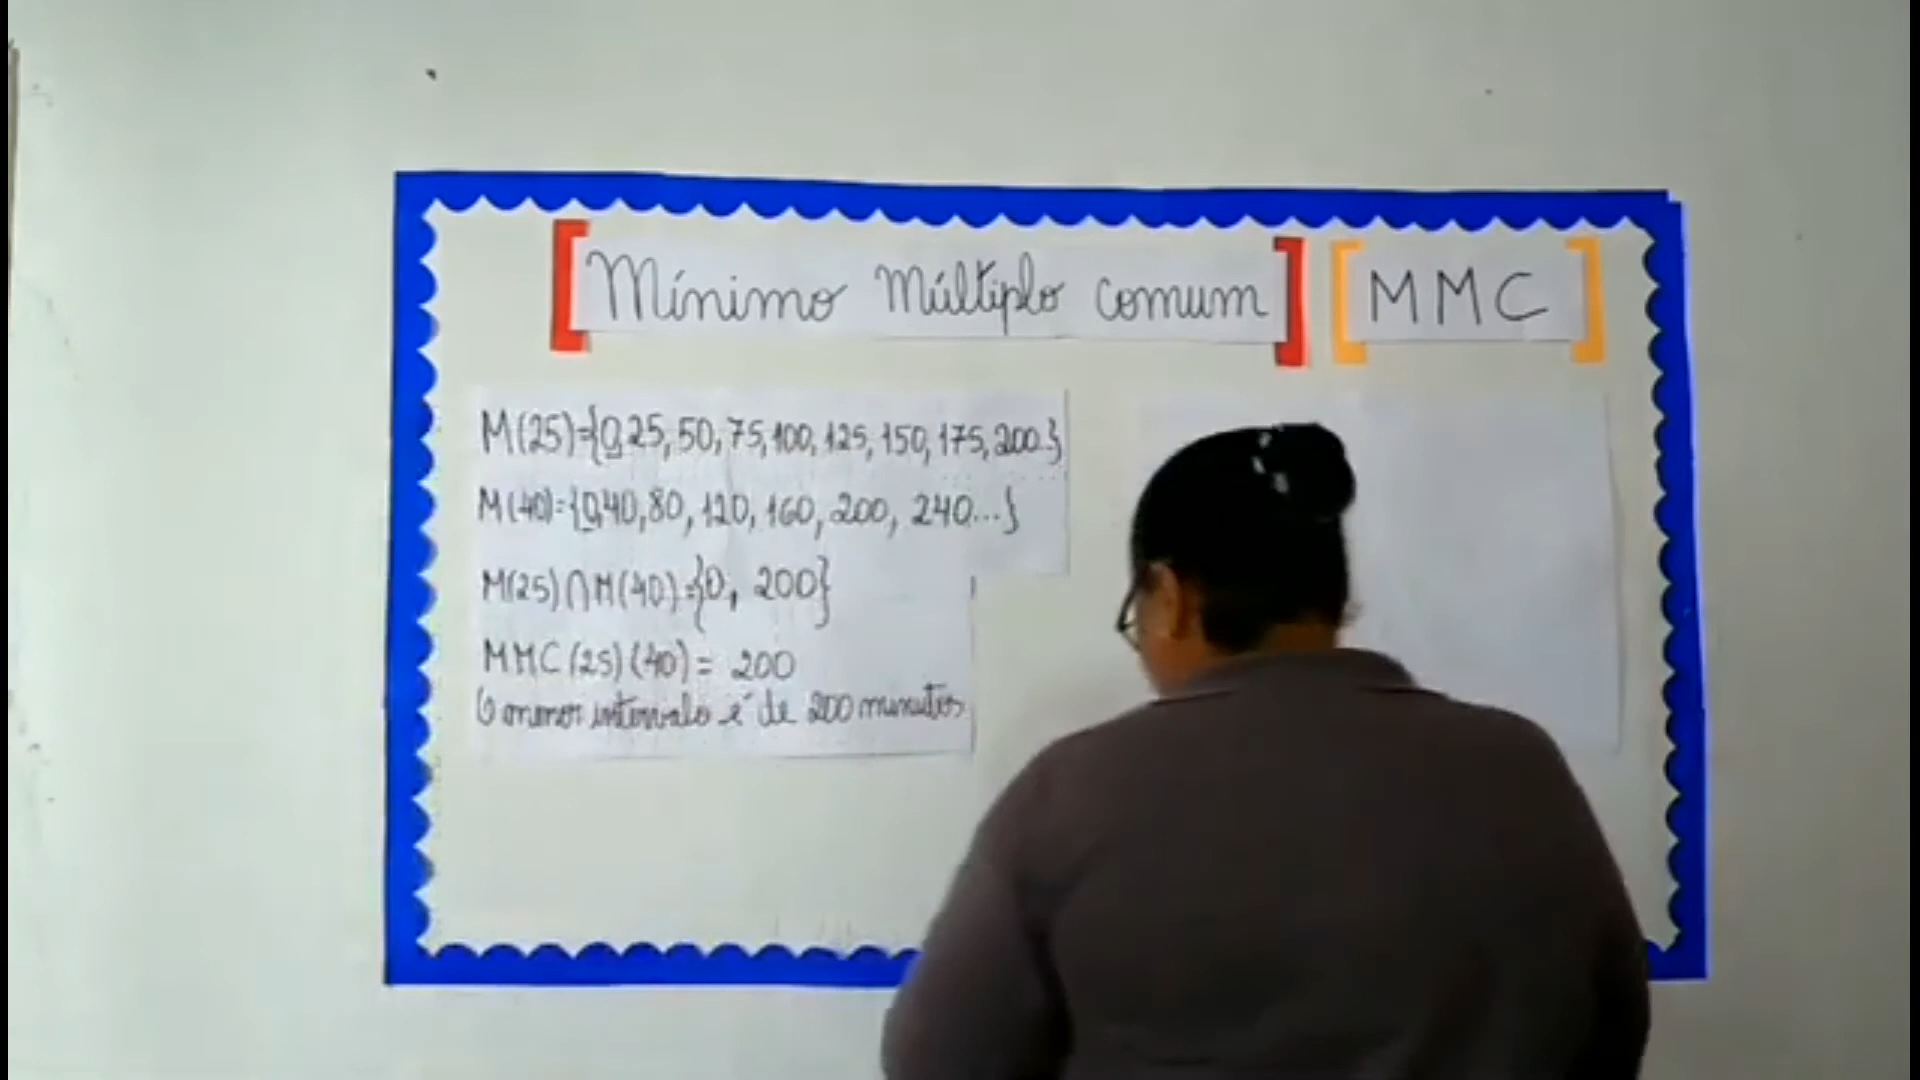 Mínimo Múltiplo comum MMC
M(25)={0,25,50,75,100,125,150,175,200..}
M(40)={0,40,80,120,160,200,240...}
M(25)∩M(40)={0,200}
MMC(25)(40)=200
O menor intervalo é de 200 minutos